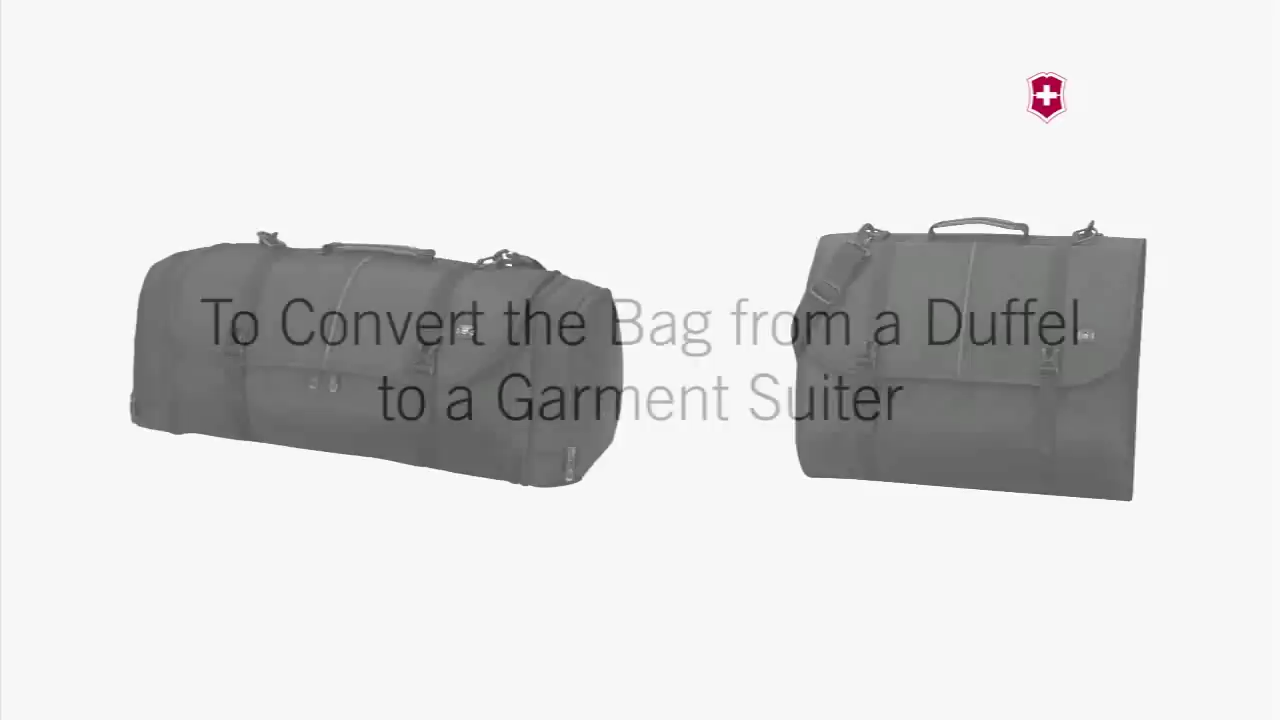 To Convert the Bag from a Duffel
to a Garment Suiter